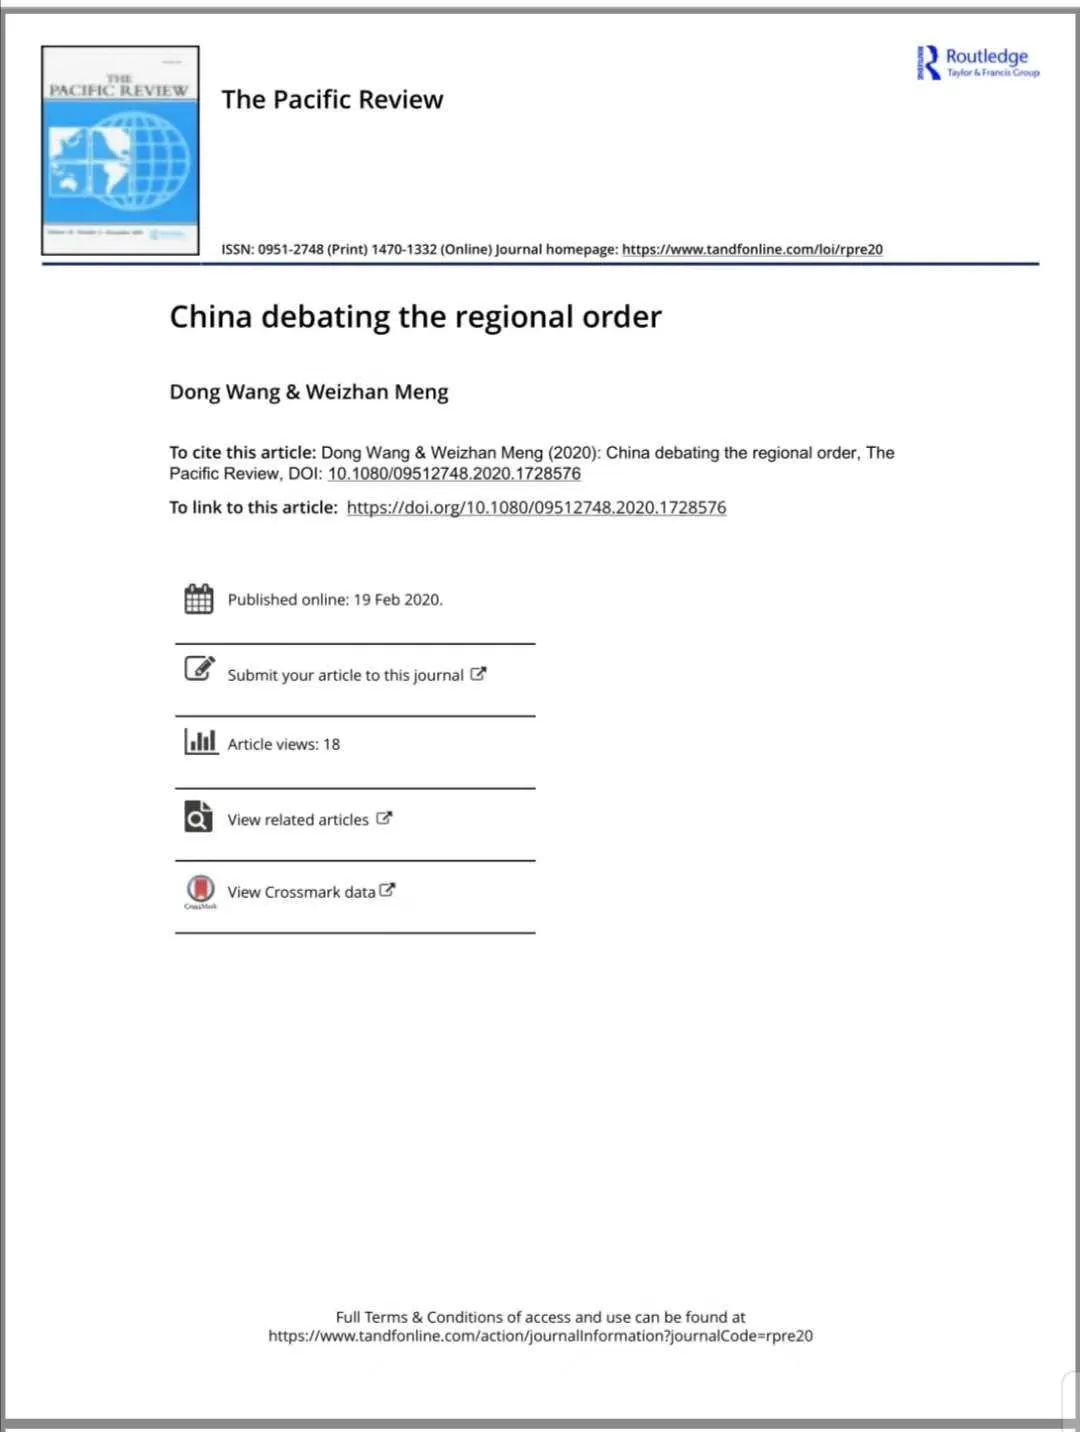 THE
PACIFIC REVIEW
The Pacific Review
Routledge
Taylor & Francis Group
ISSN: 0951-2748 (Print) 1470-1332 (Online) Journal homepage: https://www.tandfonline.com/loi/rpre20
China debating the regional order
Dong Wang & Weizhan Meng
To cite this article: Dong Wang & Weizhan Meng (2020): China debating the regional order, The
Pacific Review, DOI: 10.1080/09512748.2020.1728576
To link to this article: https://doi.org/10.1080/09512748.2020.1728576
Published online: 19 Feb 2020.
Submit your article to this journal
Article views: 18
View related articles
View Crossmark data
CrossMark
Full Terms & Conditions of access and use can be found at
https://www.tandfonline.com/action/journalInformation?journalCode=rpre20